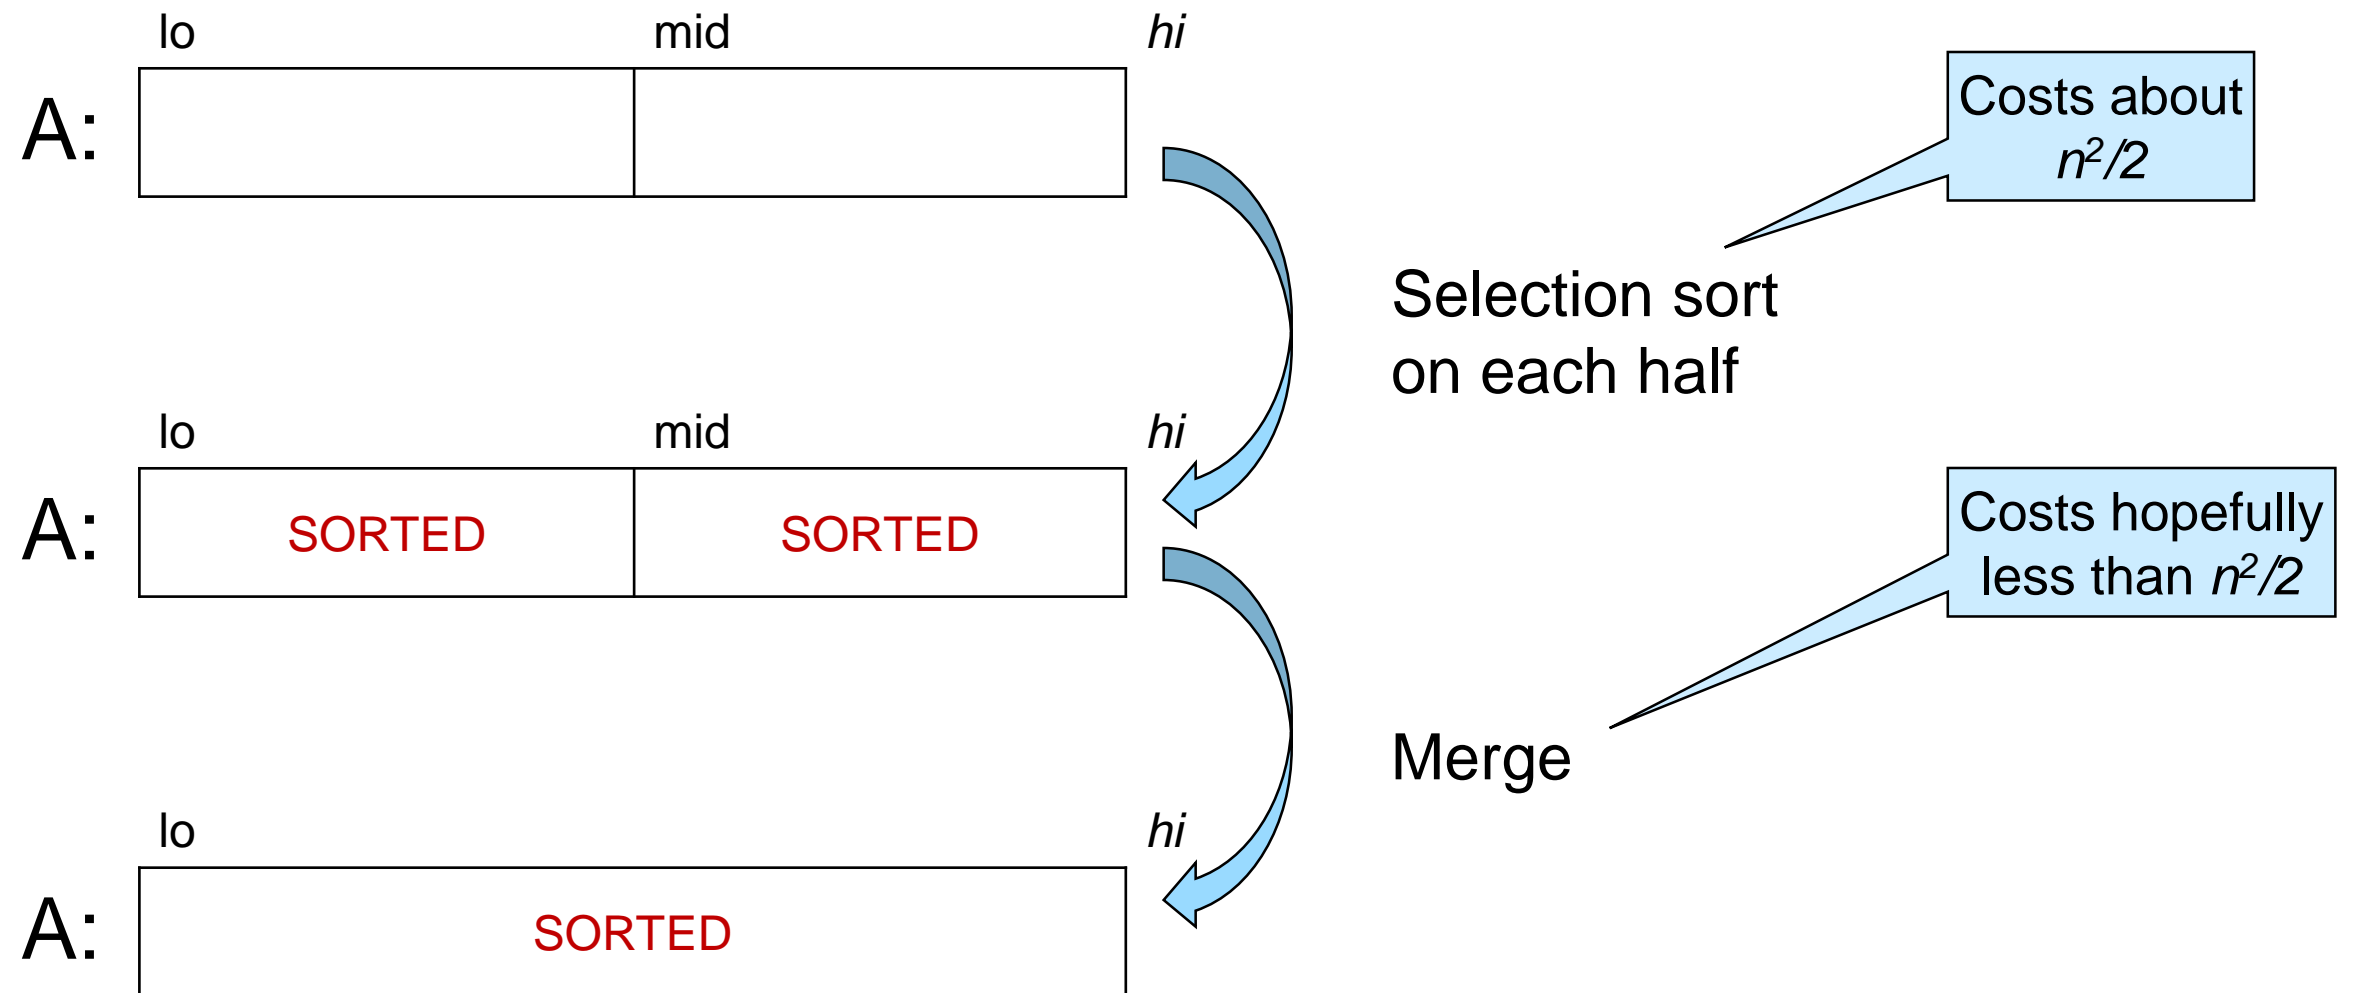 lo mid hi
A:
Costs about
n²/2
Selection sort
on each half
lo mid hi
A: SORTED SORTED
Costs hopefully
less than n²/2
Merge
lo hi
A: SORTED